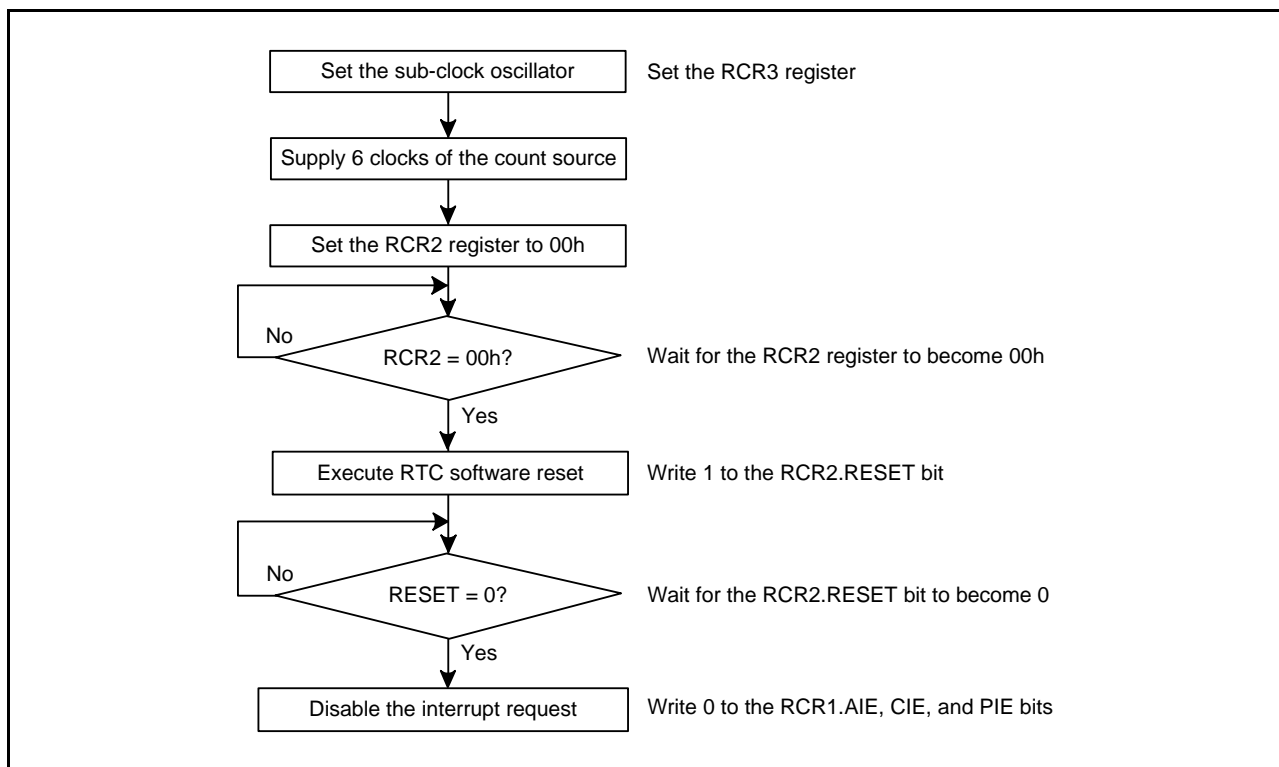 Set the sub-clock oscillator Set the RCR3 register
Supply 6 clocks of the count source
Set the RCR2 register to 00h
No
RCR2 = 00h? Wait for the RCR2 register to become 00h
Yes
Execute RTC software reset Write 1 to the RCR2.RESET bit
No
RESET = 0? Wait for the RCR2.RESET bit to become 0
Yes
Disable the interrupt request Write 0 to the RCR1.AIE, CIE, and PIE bits